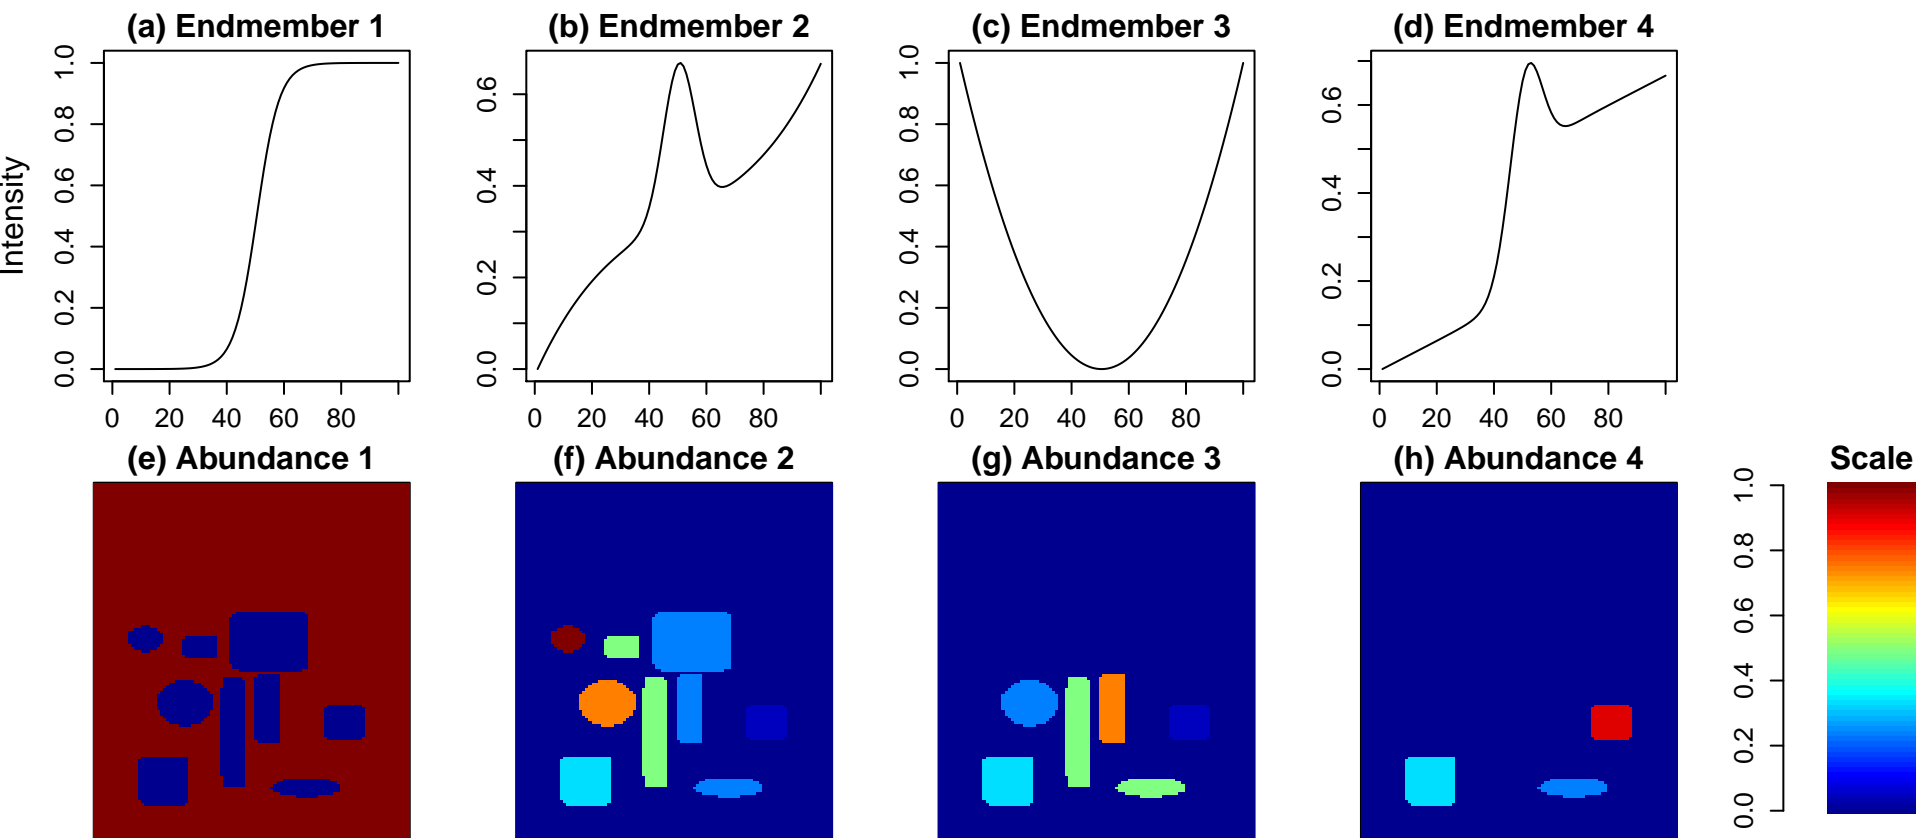 (a) Endmember 1
(b) Endmember 2
(c) Endmember 3
(d) Endmember 4
Intensity
0.0 0.2 0.4 0.6 0.8 1.0
0 20 40 60 80
0.0 0.2 0.4 0.6
0 20 40 60 80
0.0 0.2 0.4 0.6 0.8 1.0
0 20 40 60 80
0.0 0.2 0.4 0.6
0 20 40 60 80
(e) Abundance 1
(f) Abundance 2
(g) Abundance 3
(h) Abundance 4
Scale
0.0 0.2 0.4 0.6 0.8 1.0